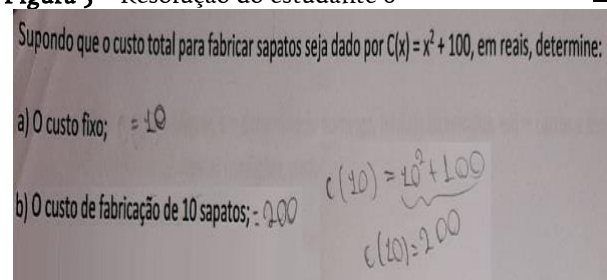 Figura 5 – Resolução do estudante 6
Supondo que o custo total para fabricar sapatos seja dado por C(x) = x² + 100, em reais, determine:
a) O custo fixo; = 10
b) O custo de fabricação de 10 sapatos; = 200
c(10) = 10² + 100
c(10) = 200